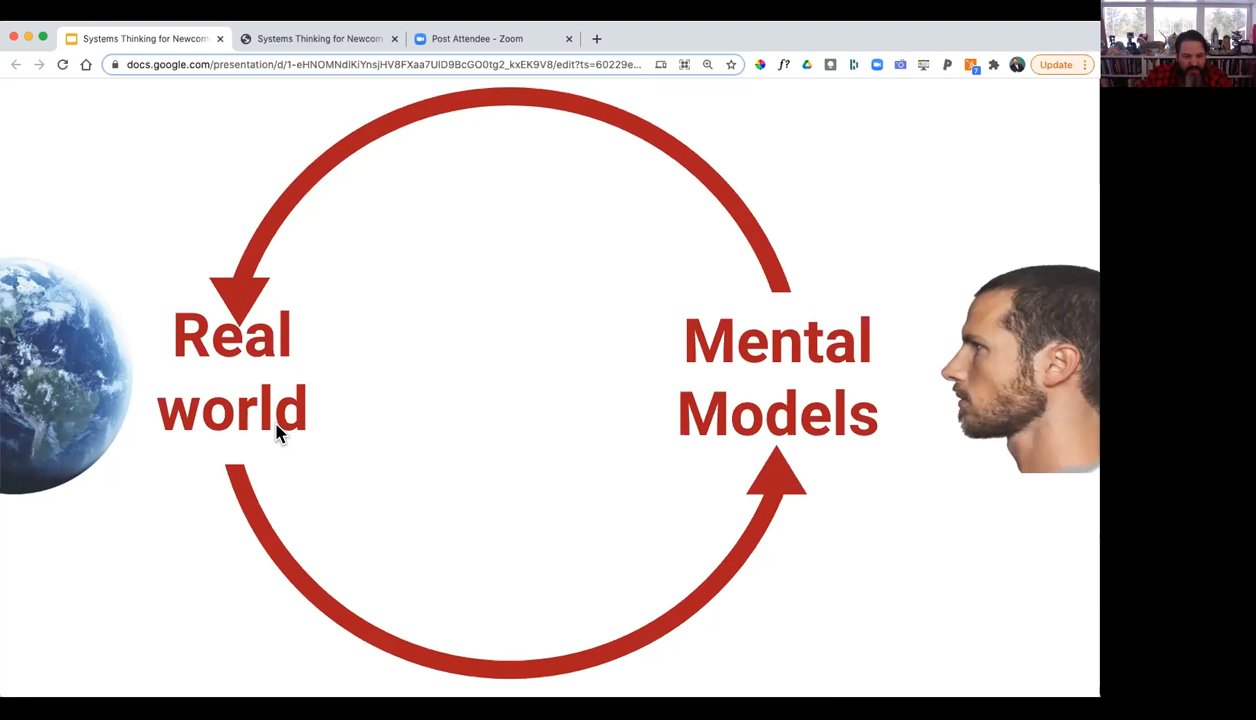 Systems Thinking for Newcom
Systems Thinking for Newcom
Post Attendee - Zoom
docs.google.com/presentation/d/1-eHNOMNdlKiYnsjHV8FXaa7UlD9BcGO0tg2_kxEK9V8/edit?ts=60229e...
f?
P
7
Update
Real
world
Mental
Models